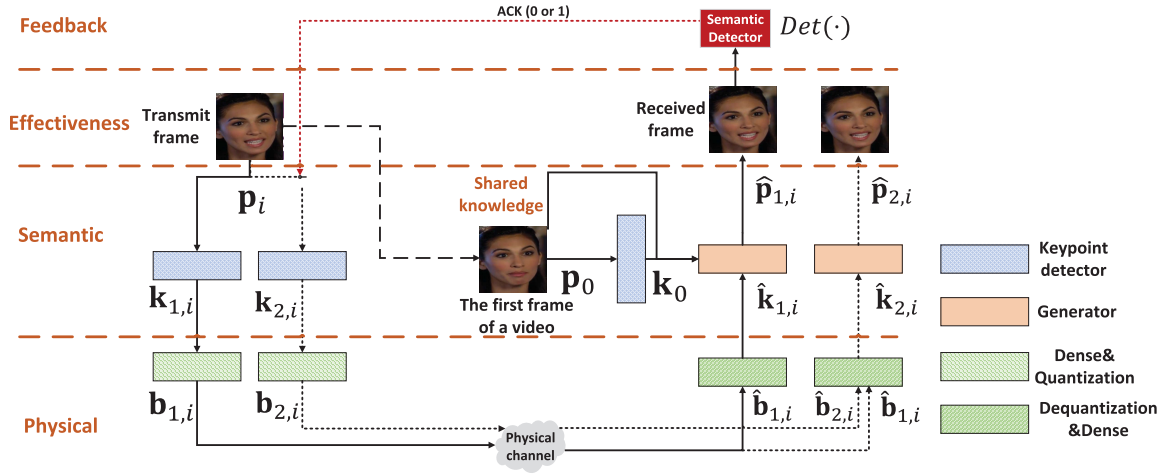 Feedback
ACK (0 or 1)
Semantic
Detector
Det(·)
Effectiveness
Transmit
frame
Received
frame
p_i
Shared
knowledge
p̂_{1,i}
p̂_{2,i}
Semantic
p_0
k_0
Keypoint
detector
k_{1,i}
k_{2,i}
The first frame
of a video
k̂_{1,i}
k̂_{2,i}
Generator
Dense&
Quantization
b_{1,i}
b_{2,i}
b̂_{1,i}
b̂_{2,i}
b̂_{1,i}
Physical
Physical
channel
Dequantization
&Dense